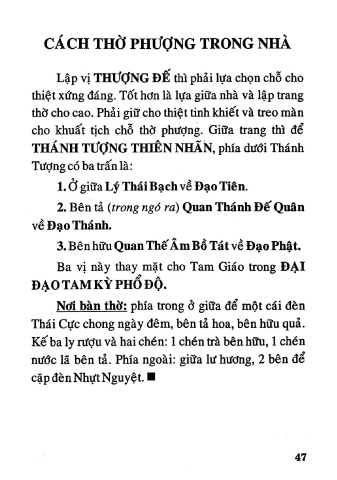 CÁCH THỜ PHƯỢNG TRONG NHÀ
Lập vị THƯỢNG ĐẾ thì phải lựa chọn chỗ cho
thiệt xứng đáng. Tốt hơn là lựa giữa nhà và lập trang
thờ cho cao. Phải giữ cho thiệt tinh khiết và treo màn
cho khuất tịch chỗ thờ phượng. Giữa trang thì để
THÁNH TƯỢNG THIÊN NHÃN, phía dưới Thánh
Tượng có ba trấn là:
1. Ở giữa Lý Thái Bạch về Đạo Tiên.
2. Bên tả (trong ngó ra) Quan Thánh Đế Quân
về Đạo Thánh.
3. Bên hữu Quan Thế Âm Bồ Tát về Đạo Phật.
Ba vị này thay mặt cho Tam Giáo trong ĐẠI
ĐẠO TAM KỲ PHỔ ĐỘ.
Nơi bàn thờ: phía trong ở giữa để một cái đèn
Thái Cực chong ngày đêm, bên tả hoa, bên hữu quả.
Kế ba ly rượu và hai chén: 1 chén trà bên hữu, 1 chén
nước lã bên tả. Phía ngoài: giữa lư hương, 2 bên để
cặp đèn Nhựt Nguyệt. ■
47